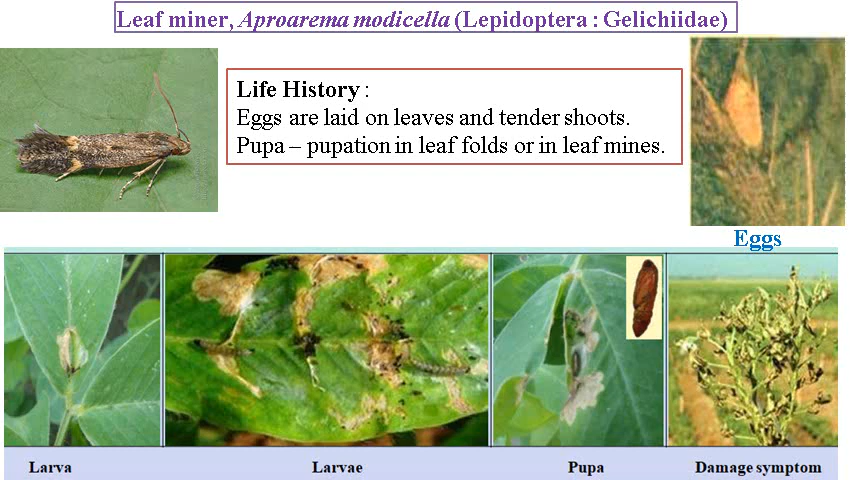 Leaf miner, Aproarema modicella (Lepidoptera : Gelichiidae)
Life History :
Eggs are laid on leaves and tender shoots.
Pupa – pupation in leaf folds or in leaf mines.
Eggs
Larva
Larvae
Pupa
Damage symptom